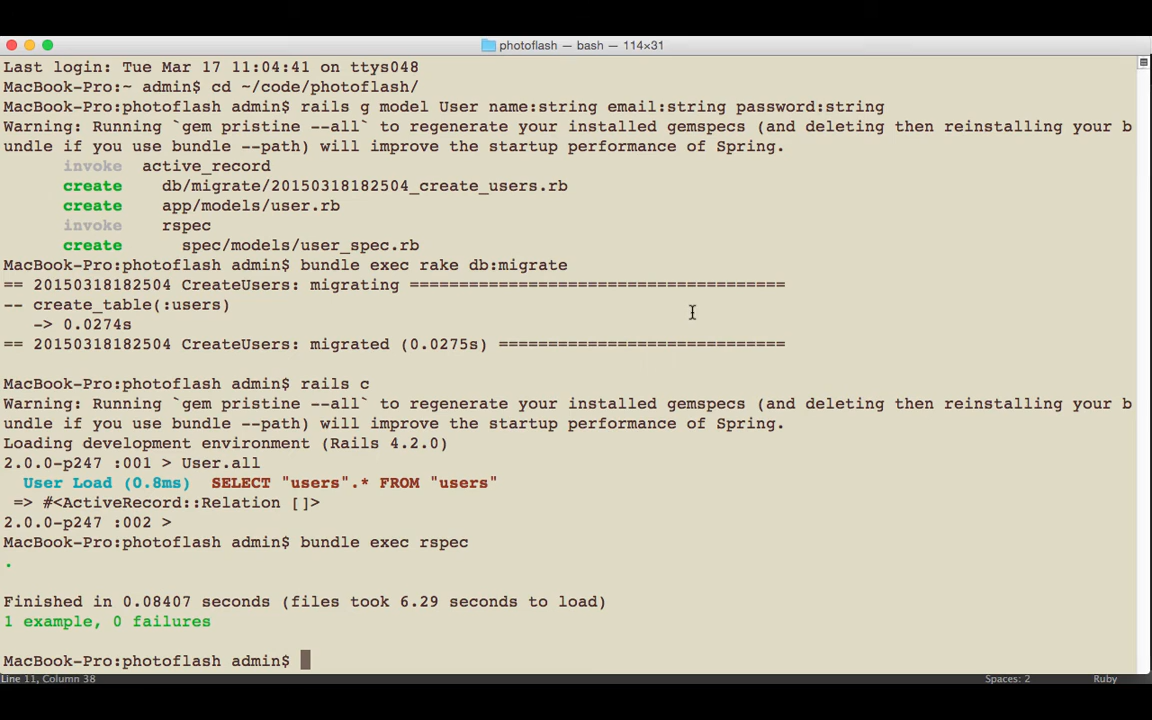 photoflash — bash — 114×31
Last login: Tue Mar 17 11:04:41 on ttys048
MacBook-Pro:~ admin$ cd ~/code/photoflash/
MacBook-Pro:photoflash admin$ rails g model User name:string email:string password:string
Warning: Running `gem pristine --all` to regenerate your installed gemspecs (and deleting then reinstalling your b
undle if you use bundle --path) will improve the startup performance of Spring.
      invoke  active_record
      create    db/migrate/20150318182504_create_users.rb
      create    app/models/user.rb
      invoke    rspec
      create      spec/models/user_spec.rb
MacBook-Pro:photoflash admin$ bundle exec rake db:migrate
== 20150318182504 CreateUsers: migrating ======================================
-- create_table(:users)
   -> 0.0274s
== 20150318182504 CreateUsers: migrated (0.0275s) =============================
MacBook-Pro:photoflash admin$ rails c
Warning: Running `gem pristine --all` to regenerate your installed gemspecs (and deleting then reinstalling your b
undle if you use bundle --path) will improve the startup performance of Spring.
Loading development environment (Rails 4.2.0)
2.0.0-p247 :001 > User.all
  User Load (0.8ms)  SELECT "users".* FROM "users"
 => #<ActiveRecord::Relation []>
2.0.0-p247 :002 >
MacBook-Pro:photoflash admin$ bundle exec rspec
.
Finished in 0.08407 seconds (files took 6.29 seconds to load)
1 example, 0 failures
MacBook-Pro:photoflash admin$
Line 11, Column 38
Spaces: 2
Ruby